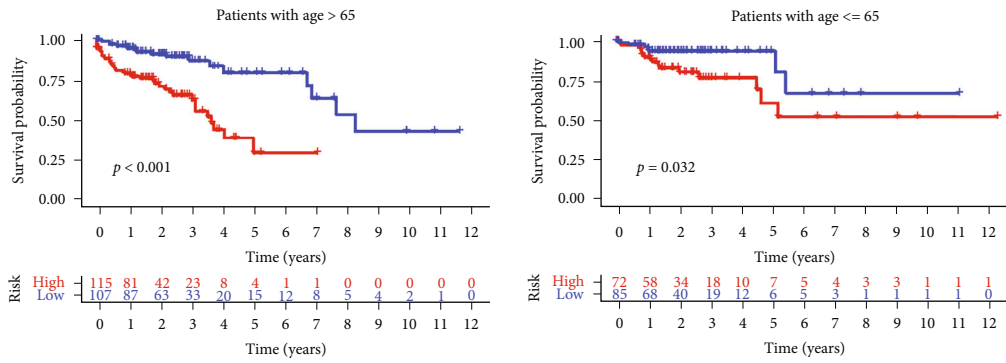 Patients with age > 65
Survival probability
1.00
0.75
0.50
0.25
0.00
p < 0.001
0 1 2 3 4 5 6 7 8 9 10 11 12
Time (years)
Risk
High 115 81 42 23 8 4 1 1 0 0 0 0 0
Low 107 87 63 33 20 15 12 8 5 4 2 1 0
0 1 2 3 4 5 6 7 8 9 10 11 12
Time (years)
Patients with age <= 65
Survival probability
1.00
0.75
0.50
0.25
0.00
p = 0.032
0 1 2 3 4 5 6 7 8 9 10 11 12
Time (years)
Risk
High 72 58 34 18 10 7 5 4 3 3 1 1 1
Low 85 68 40 19 12 6 5 3 1 1 1 1 0
0 1 2 3 4 5 6 7 8 9 10 11 12
Time (years)